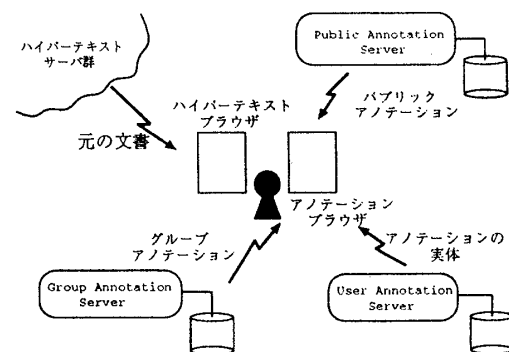 ハイパーテキスト
サーバ群
Public Annotation
Server
ハイパーテキスト
ブラウザ
パブリック
アノテーション
元の文書
アノテーション
ブラウザ
グループ
アノテーション
アノテーションの
実体
Group Annotation
Server
User Annotation
Server